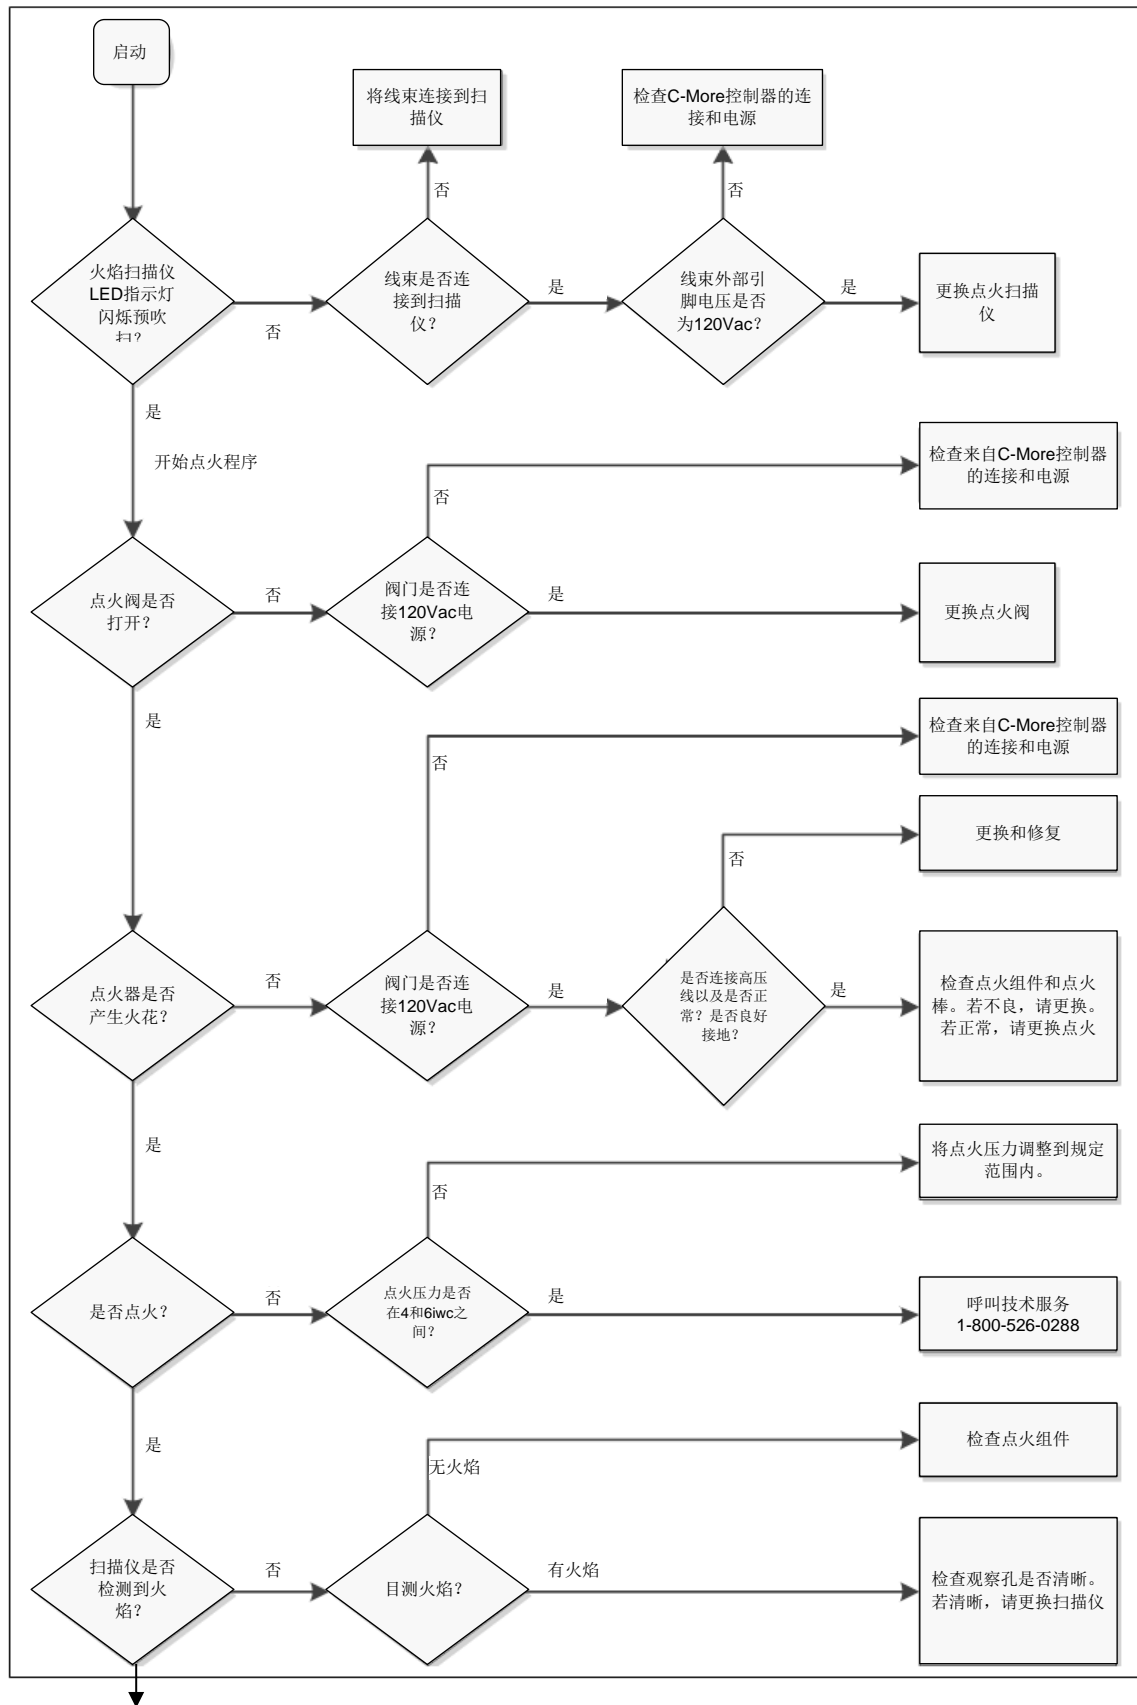 启动
将线束连接到扫
描仪
检查C-More控制器的连
接和电源
否
否
火焰扫描仪
LED指示灯
闪烁预吹
扫？
否
线束是否连
接到扫描
仪？
是
线束外部引
脚电压是否
为120Vac？
是
更换点火扫描
仪
是
开始点火程序
检查来自C-More控制器
的连接和电源
否
点火阀是否
打开？
否
阀门是否连
接120Vac电
源？
是
更换点火阀
是
检查来自C-More控制器
的连接和电源
否
更换和修复
否
点火器是否
产生火花？
否
阀门是否连
接120Vac电
源？
是
是否连接高压
线以及是否正
常？是否良好
接地？
是
检查点火组件和点火
棒。若不良，请更换。
若正常，请更换点火
是
将点火压力调整到规定
范围内。
否
是否点火？
否
点火压力是否
在4和6iwc之
间？
是
呼叫技术服务
1-800-526-0288
是
检查点火组件
无火焰
扫描仪是否
检测到火
焰？
否
目测火焰？
有火焰
检查观察孔是否清晰。
若清晰，请更换扫描仪